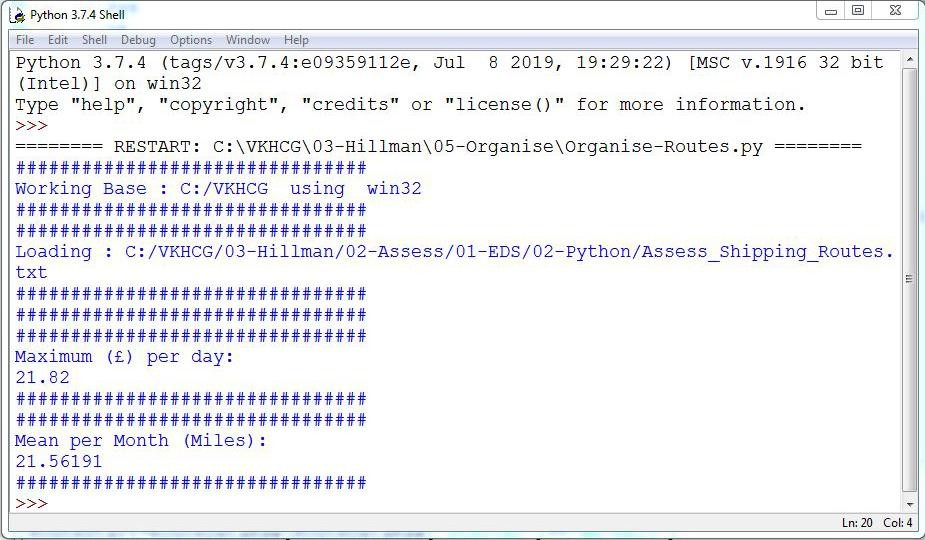 Python 3.7.4 Shell
File Edit Shell Debug Options Window Help
Python 3.7.4 (tags/v3.7.4:e09359112e, Jul  8 2019, 19:29:22) [MSC v.1916 32 bit
(Intel)] on win32
Type "help", "copyright", "credits" or "license()" for more information.
>>>
======== RESTART: C:\VKHCG\03-Hillman\05-Organise\Organise-Routes.py ========
################################
Working Base : C:/VKHCG  using  win32
################################
################################
Loading : C:/VKHCG/03-Hillman/02-Assess/01-EDS/02-Python/Assess_Shipping_Routes.
txt
################################
################################
################################
Maximum (£) per day:
21.82
################################
################################
Mean per Month (Miles):
21.56191
################################
>>>
Ln: 20 Col: 4